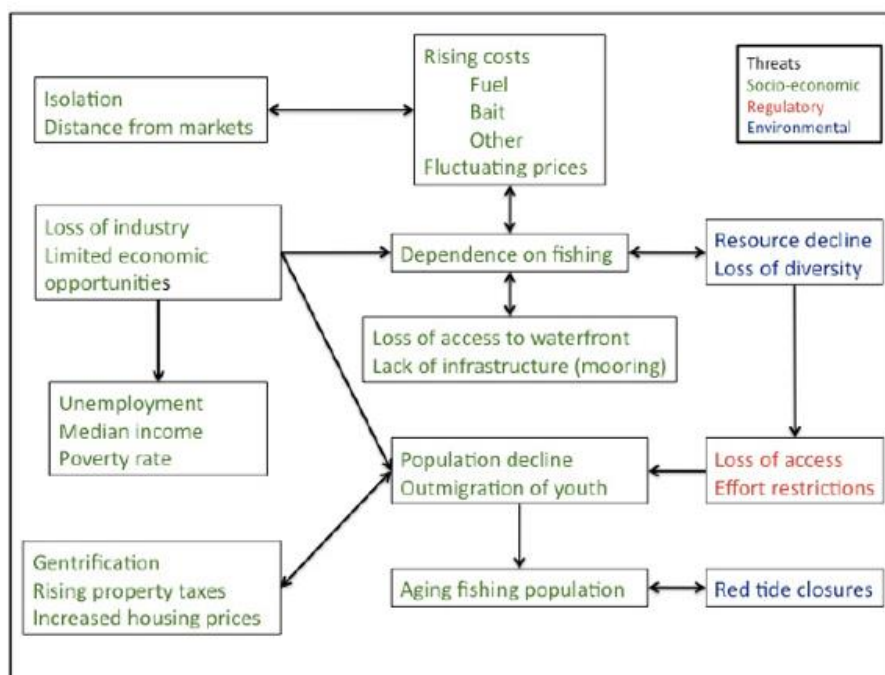 Rising costs
Fuel
Bait
Other
Fluctuating prices
Threats
Socio-economic
Regulatory
Environmental
Isolation
Distance from markets
Loss of industry
Limited economic
opportunities
Dependence on fishing
Resource decline
Loss of diversity
Loss of access to waterfront
Lack of infrastructure (mooring)
Unemployment
Median income
Poverty rate
Population decline
Outmigration of youth
Loss of access
Effort restrictions
Gentrification
Rising property taxes
Increased housing prices
Aging fishing population
Red tide closures